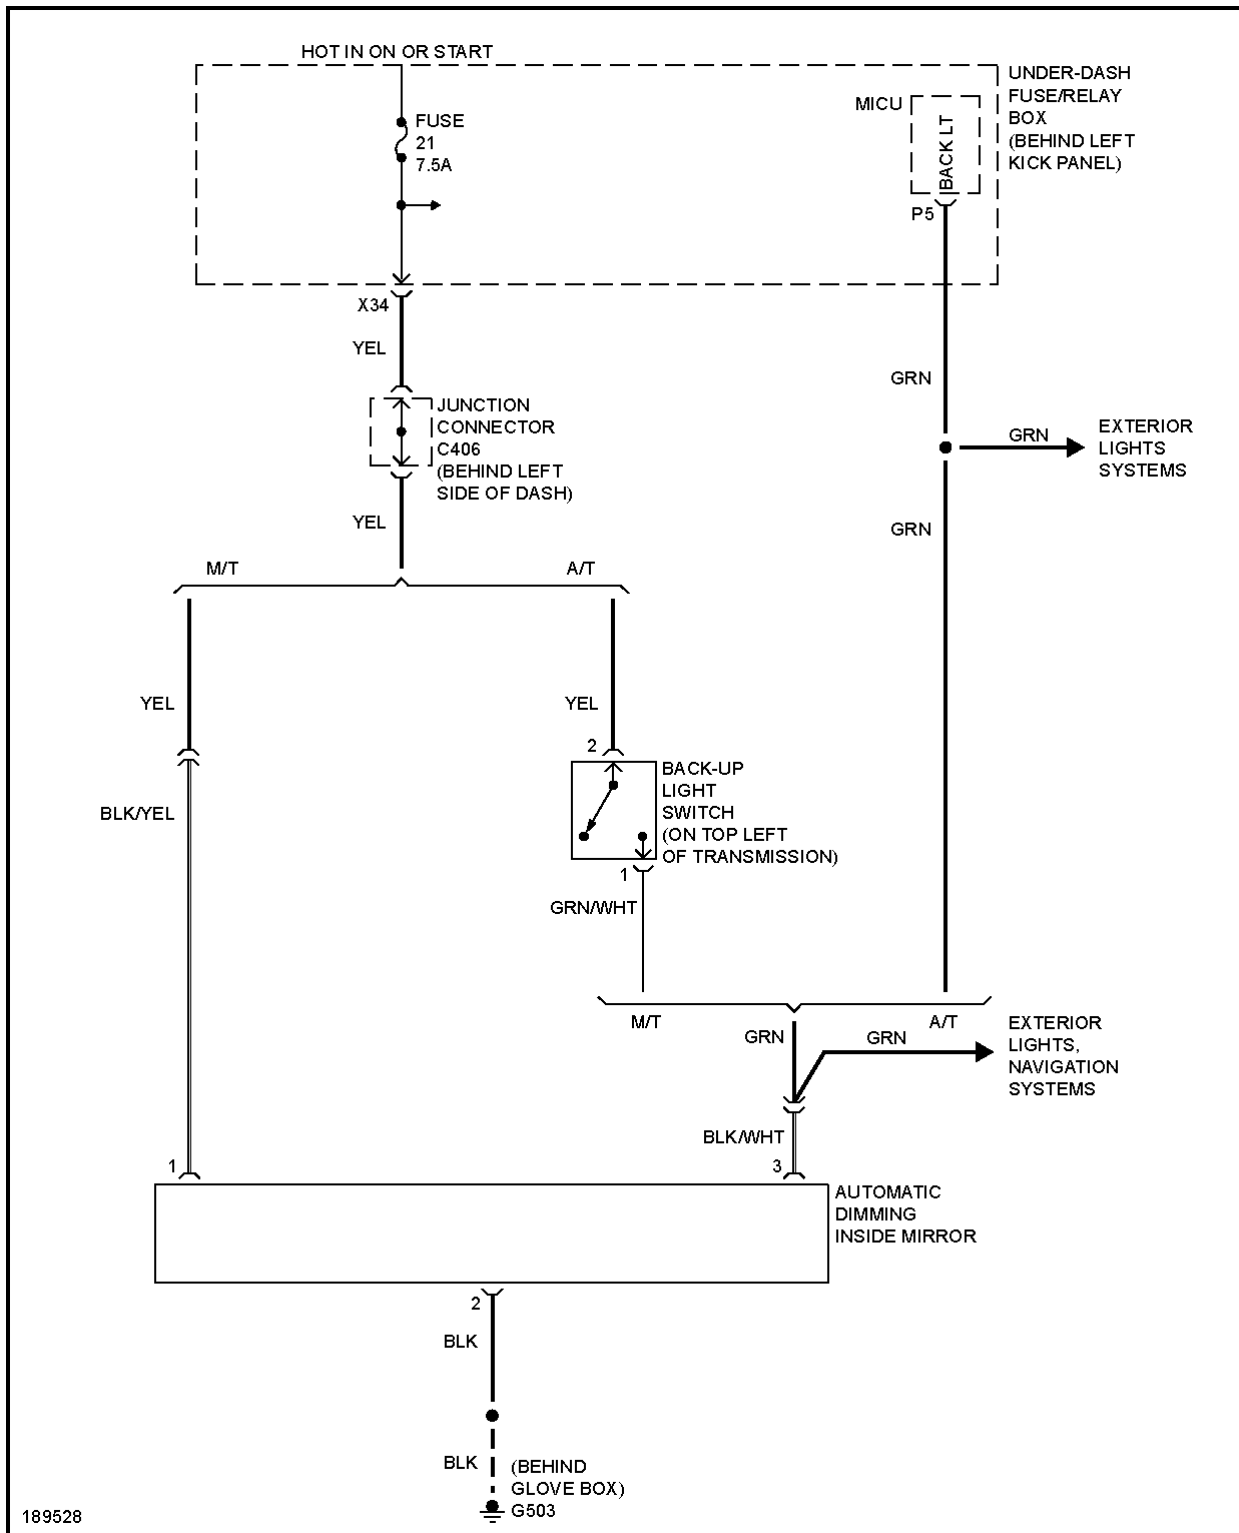 HOT IN ON OR START
UNDER-DASH
FUSE/RELAY
BOX
(BEHIND LEFT
KICK PANEL)
MICU
BACK LT
P5
FUSE
21
7.5A
X34
YEL
JUNCTION
CONNECTOR
C406
(BEHIND LEFT
SIDE OF DASH)
YEL
GRN
GRN
EXTERIOR
LIGHTS
SYSTEMS
GRN
M/T
A/T
YEL
YEL
2
BACK-UP
LIGHT
SWITCH
(ON TOP LEFT
OF TRANSMISSION)
1
BLK/YEL
GRN/WHT
M/T
A/T
GRN
GRN
EXTERIOR
LIGHTS,
NAVIGATION
SYSTEMS
BLK/WHT
1
3
AUTOMATIC
DIMMING
INSIDE MIRROR
2
BLK
BLK
(BEHIND
GLOVE BOX)
G503
189528